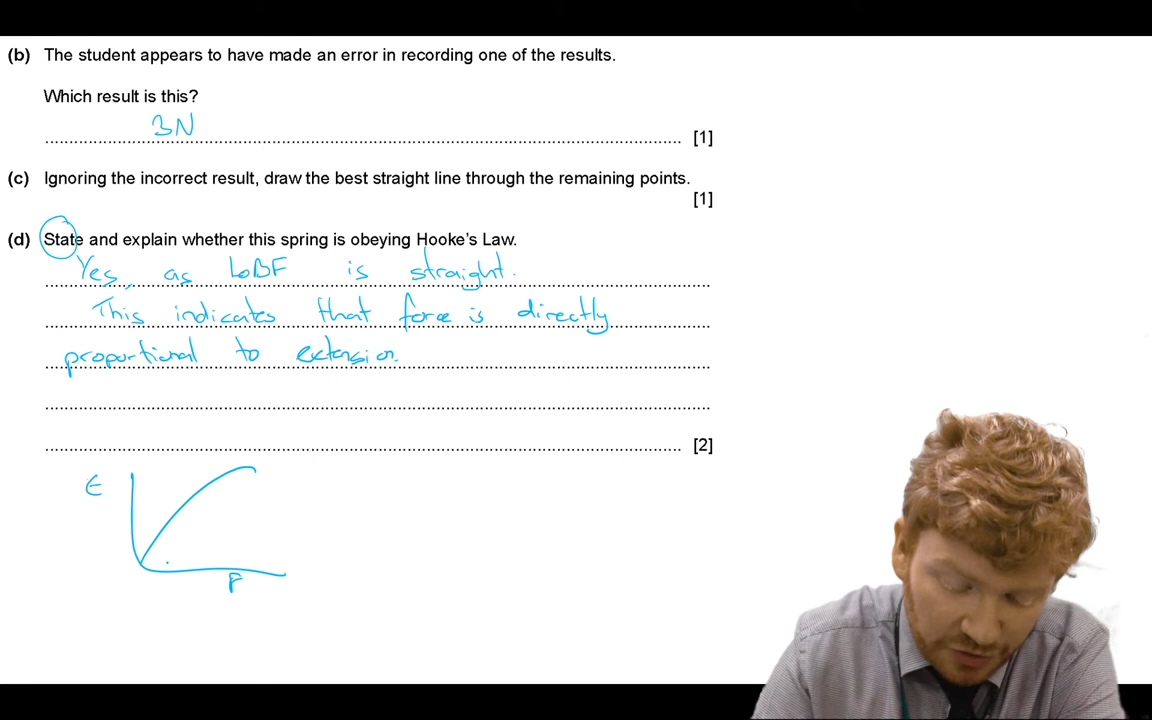 (b) The student appears to have made an error in recording one of the results.
Which result is this?
3N
[1]
(c) Ignoring the incorrect result, draw the best straight line through the remaining points.
[1]
(d) State and explain whether this spring is obeying Hooke's Law.
Yes, as LoBF is straight.
This indicates that force is directly
proportional to extension.
[2]
E
F